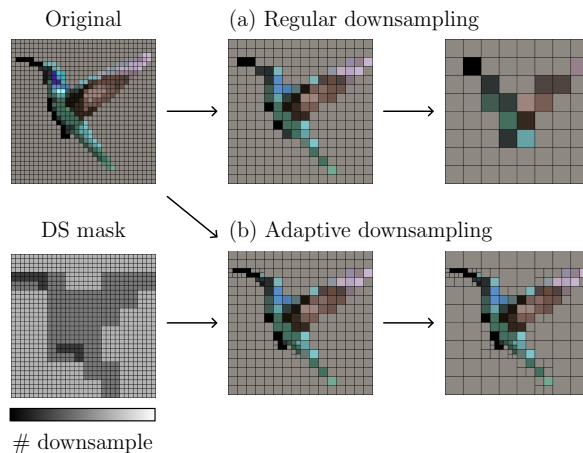 Original
(a) Regular downsampling
DS mask
(b) Adaptive downsampling
# downsample